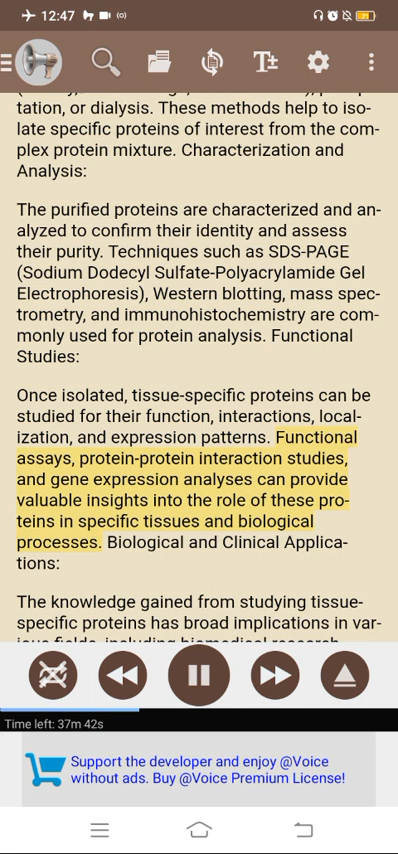 12:47
T±
tation, or dialysis. These methods help to iso-
late specific proteins of interest from the com-
plex protein mixture. Characterization and
Analysis:
The purified proteins are characterized and an-
alyzed to confirm their identity and assess
their purity. Techniques such as SDS-PAGE
(Sodium Dodecyl Sulfate-Polyacrylamide Gel
Electrophoresis), Western blotting, mass spec-
trometry, and immunohistochemistry are com-
monly used for protein analysis. Functional
Studies:
Once isolated, tissue-specific proteins can be
studied for their function, interactions, local-
ization, and expression patterns. Functional
assays, protein-protein interaction studies,
and gene expression analyses can provide
valuable insights into the role of these pro-
teins in specific tissues and biological
processes. Biological and Clinical Applica-
tions:
The knowledge gained from studying tissue-
specific proteins has broad implications in var-
ious fields, including biomedical research
Time left: 37m 42s
Support the developer and enjoy @Voice
without ads. Buy @Voice Premium License!